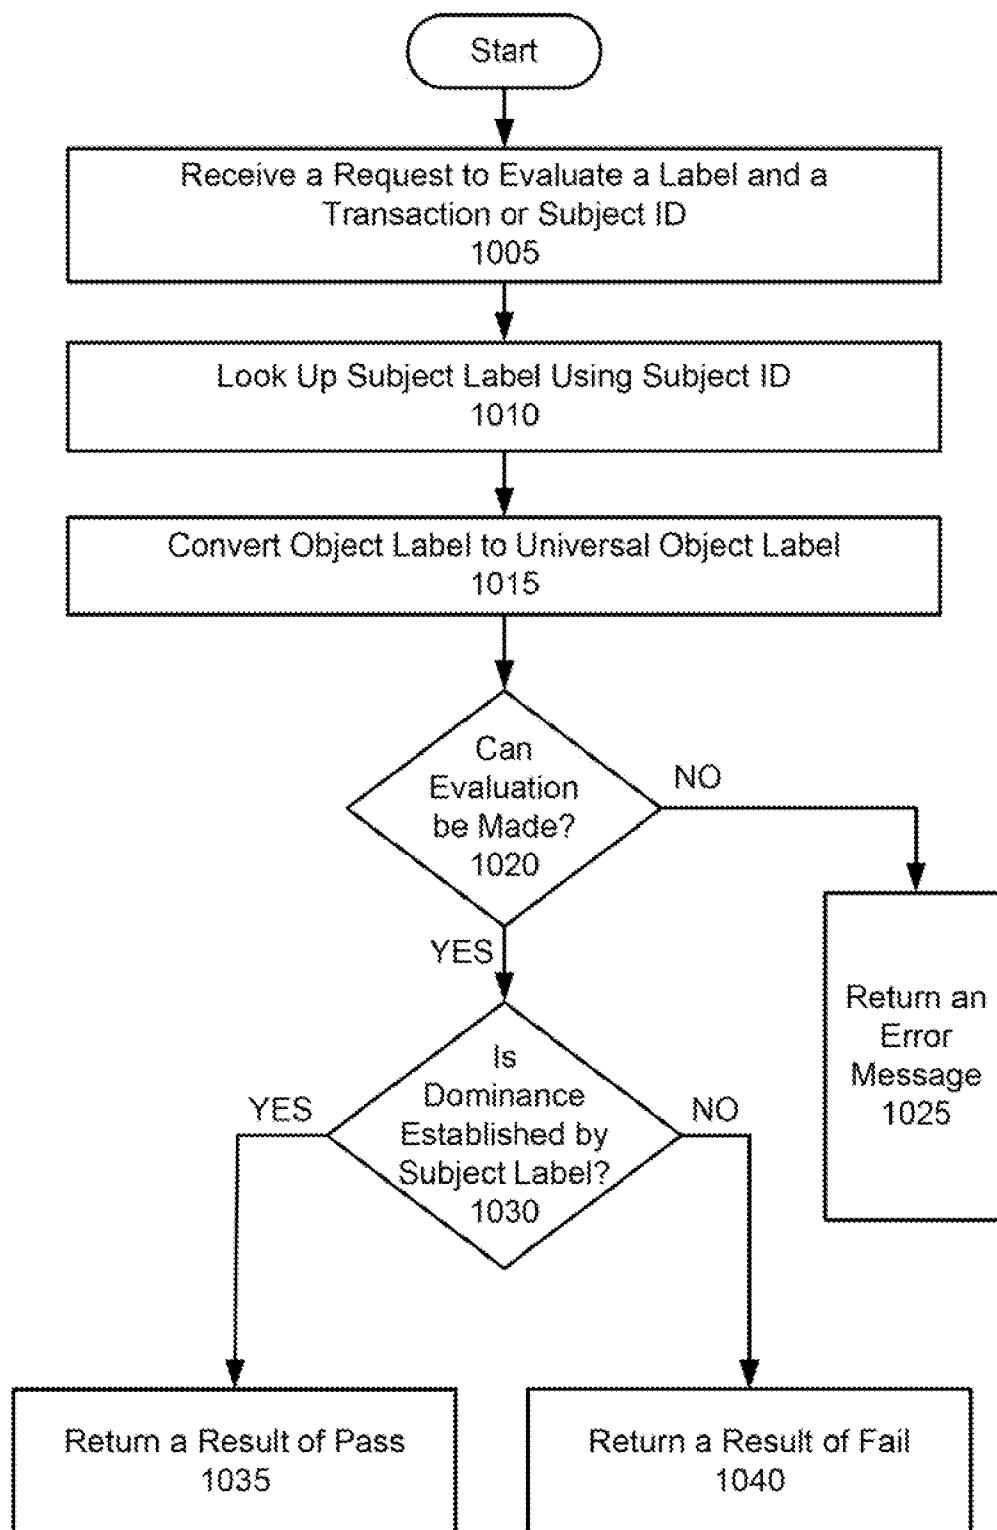 Start
Receive a Request to Evaluate a Label and a
Transaction or Subject ID
1005
Look Up Subject Label Using Subject ID
1010
Convert Object Label to Universal Object Label
1015
Can
Evaluation
be Made?
1020
NO
YES
Return an
Error
Message
1025
Is
Dominance
Established by
Subject Label?
1030
YES
NO
Return a Result of Pass
1035
Return a Result of Fail
1040